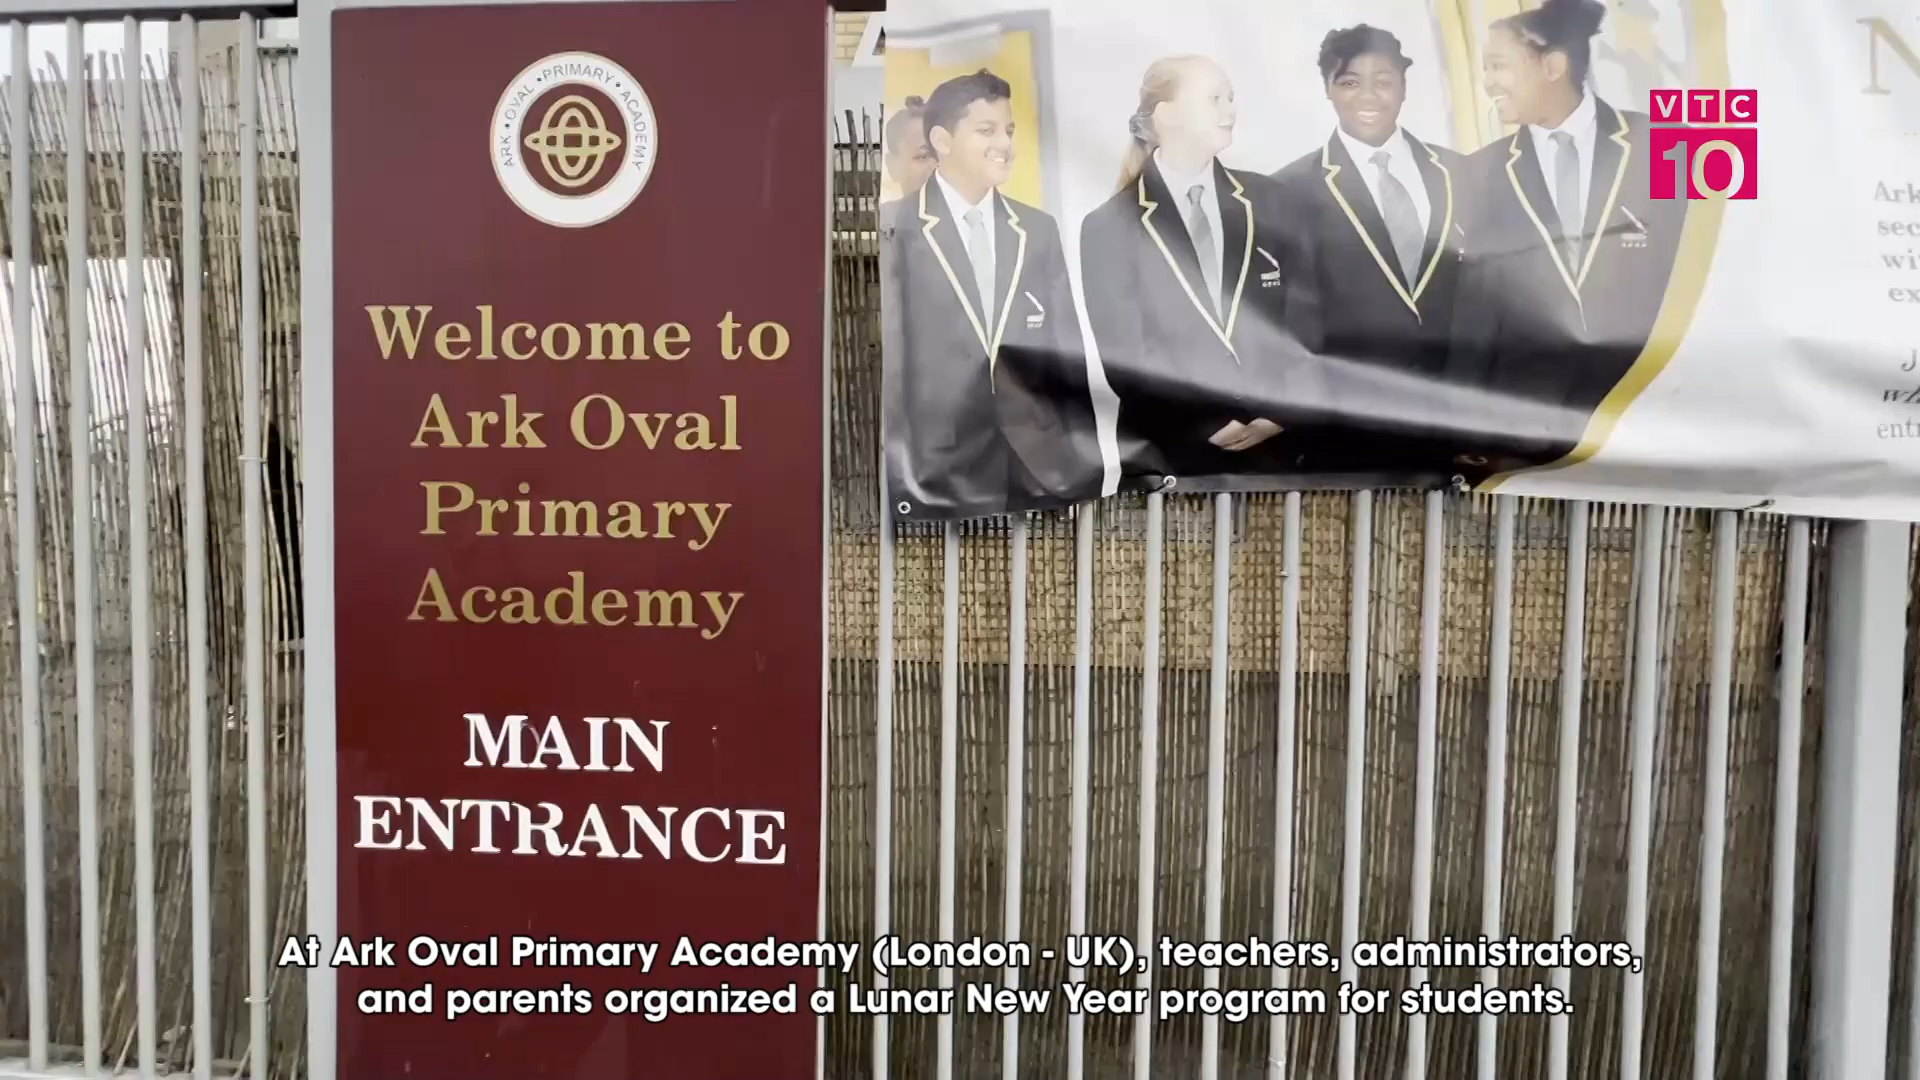 ARK • OVAL • PRIMARY • ACADEMY
Welcome to
Ark Oval
Primary
Academy
MAIN
ENTRANCE
VTC
10
N
Ark
J
At Ark Oval Primary Academy (London - UK), teachers, administrators,
and parents organized a Lunar New Year program for students.